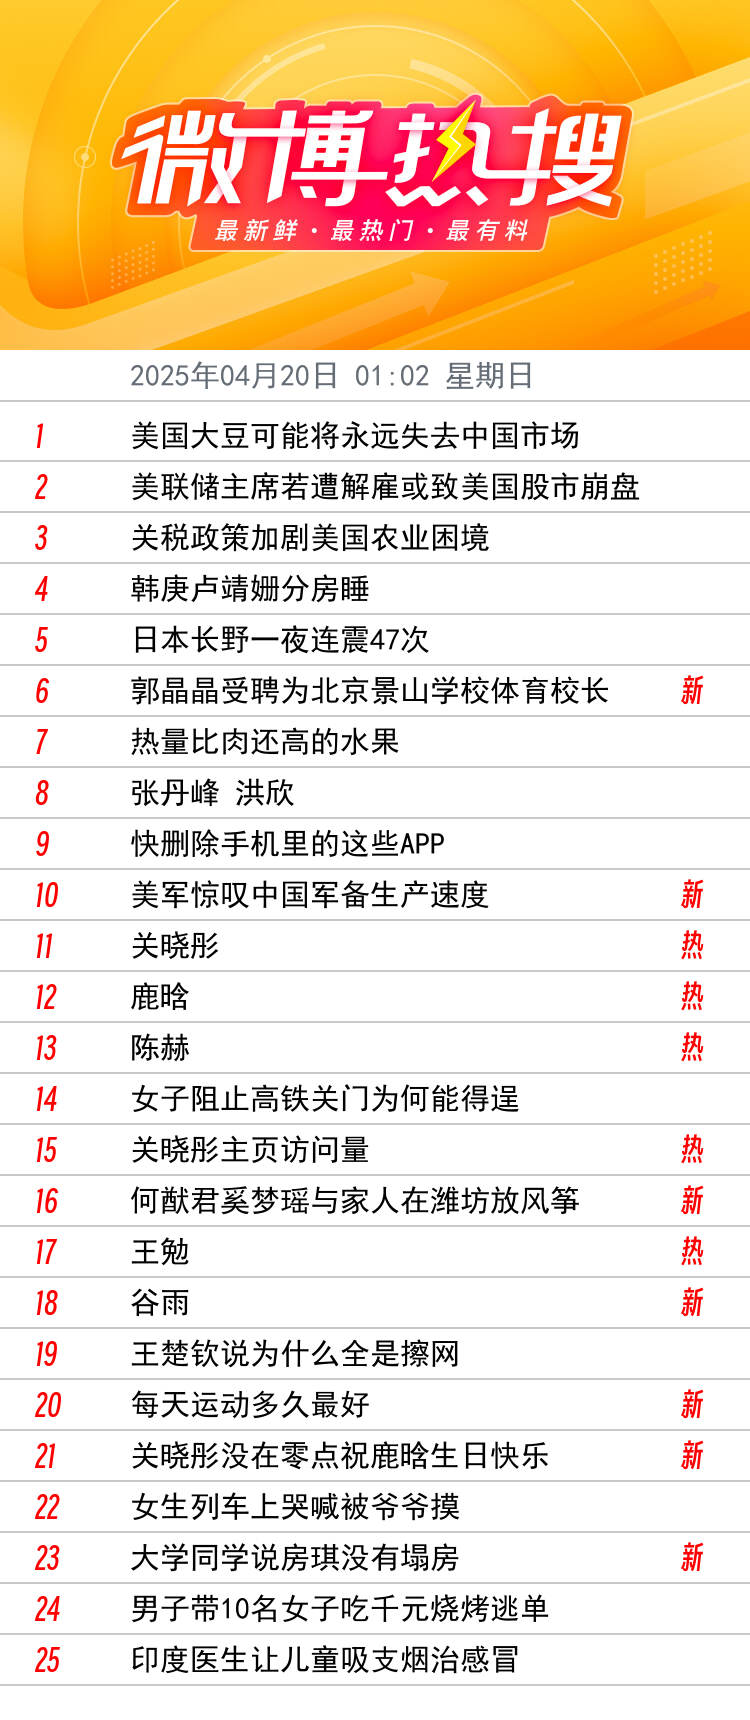 微博热搜
最新鲜·最热门·最有料
2025年04月20日 01:02 星期日
1 美国大豆可能将永远失去中国市场
2 美联储主席若遭解雇或致美国股市崩盘
3 关税政策加剧美国农业困境
4 韩庚卢靖姗分房睡
5 日本长野一夜连震47次
6 郭晶晶受聘为北京景山学校体育校长 新
7 热量比肉还高的水果
8 张丹峰 洪欣
9 快删除手机里的这些APP
10 美军惊叹中国军备生产速度 新
11 关晓彤 热
12 鹿晗 热
13 陈赫 热
14 女子阻止高铁关门为何能得逞
15 关晓彤主页访问量 热
16 何猷君奚梦瑶与家人在潍坊放风筝 新
17 王勉 热
18 谷雨 新
19 王楚钦说为什么全是擦网
20 每天运动多久最好 新
21 关晓彤没在零点祝鹿晗生日快乐 新
22 女生列车上哭喊被爷爷摸
23 大学同学说房琪没有塌房 新
24 男子带10名女子吃千元烧烤逃单
25 印度医生让儿童吸支烟治感冒